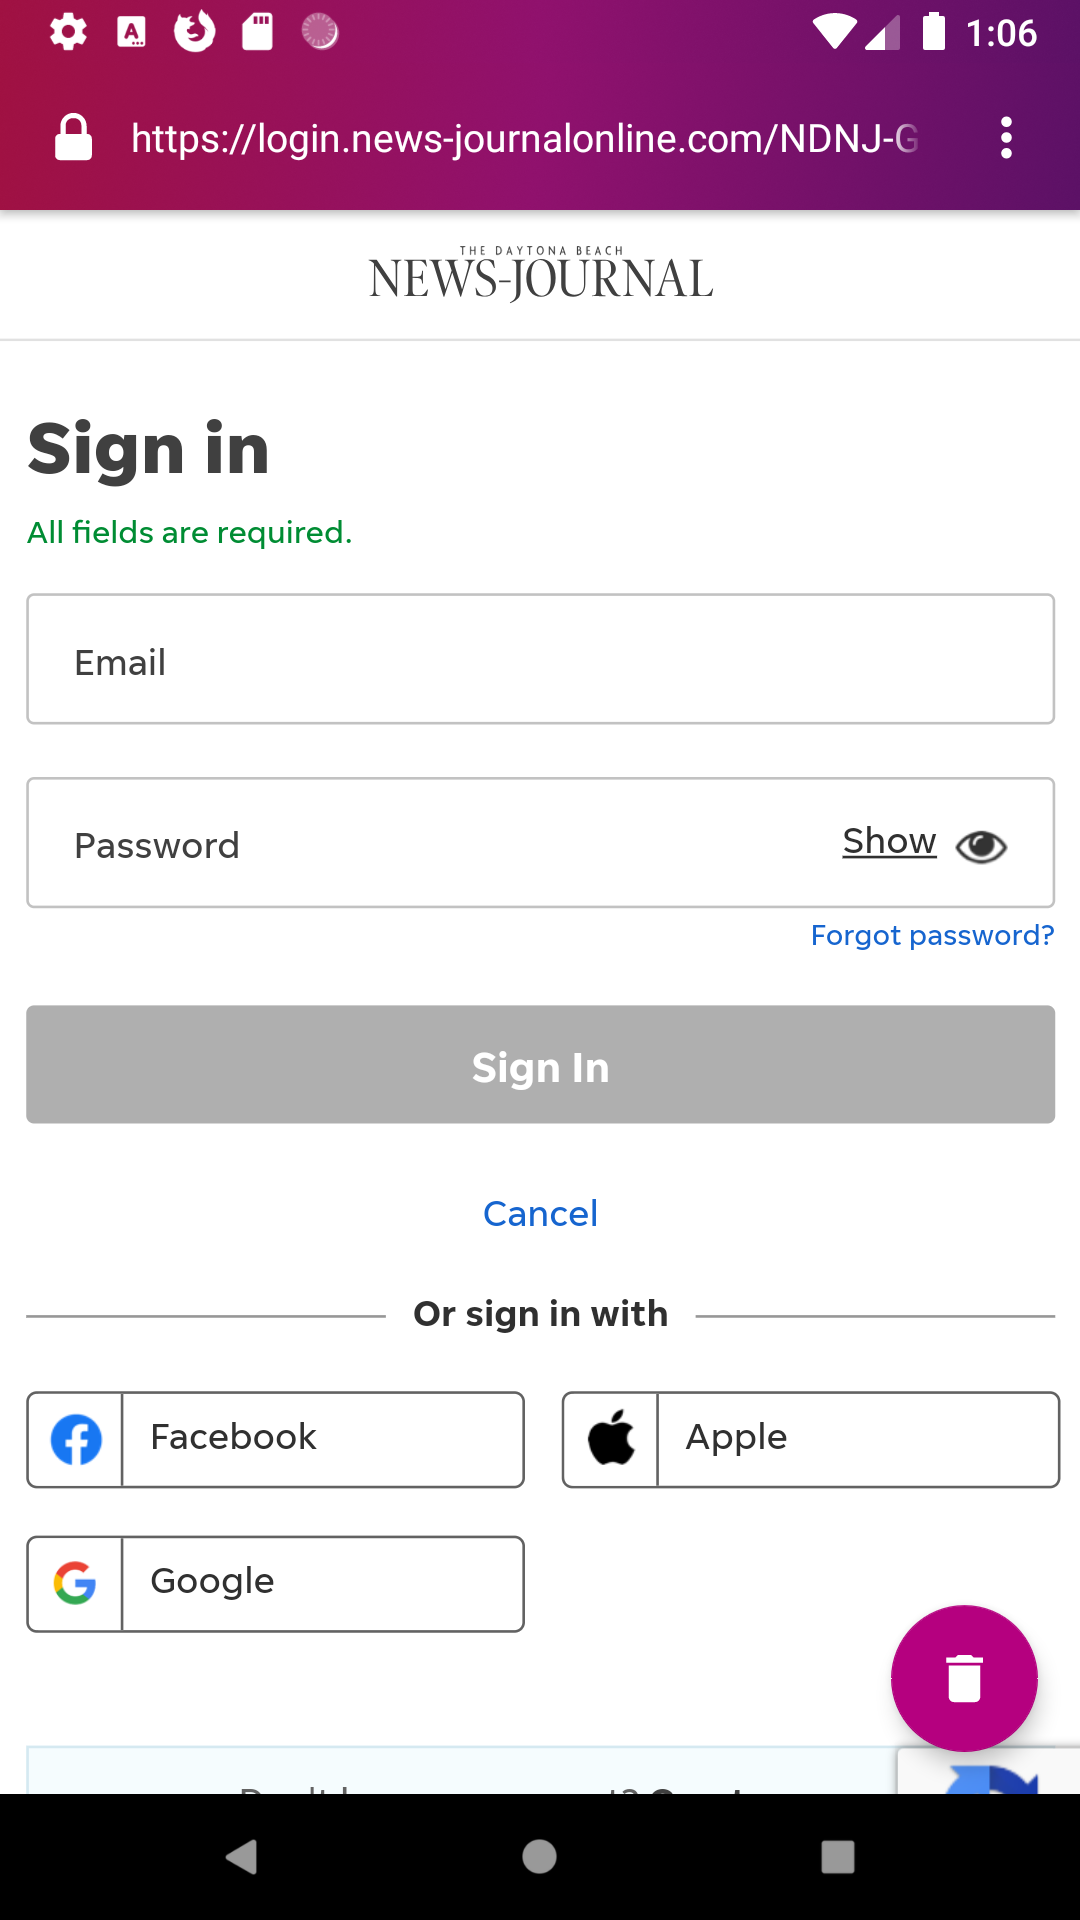 1:06
https://login.news-journalonline.com/NDNJ-G
THE DAYTONA BEACH
NEWS-JOURNAL
Sign in
All fields are required.
Email
Password
Show
Forgot password?
Sign In
Cancel
Or sign in with
Facebook
Apple
Google